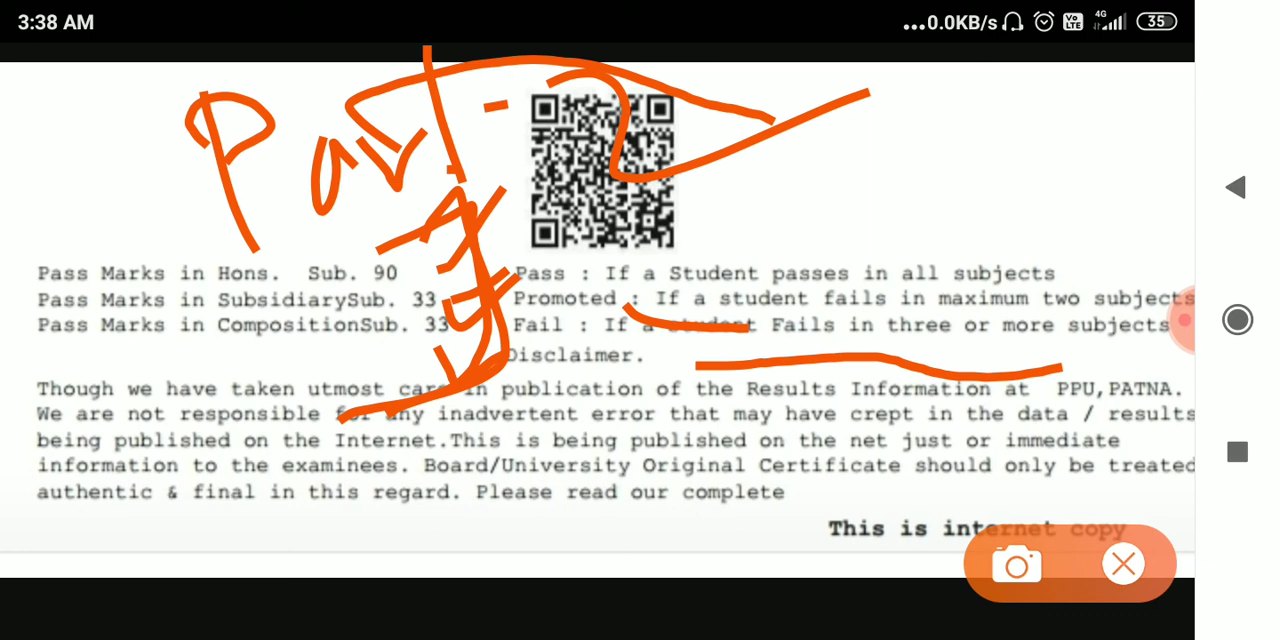 3:38 AM ...0.0KB/s Vo LTE 4G 35
Part - 2
Pass Marks in Hons. Sub. 90 Pass : If a Student passes in all subjects
Pass Marks in SubsidiarySub. 33 Promoted : If a student fails in maximum two subjects
Pass Marks in CompositionSub. 33 Fail : If a student Fails in three or more subjects
Disclaimer.
Though we have taken utmost care in publication of the Results Information at PPU,PATNA.
We are not responsible for any inadvertent error that may have crept in the data / results
being published on the Internet.This is being published on the net just or immediate
information to the examinees. Board/University Original Certificate should only be treated
authentic & final in this regard. Please read our complete
This is internet copy